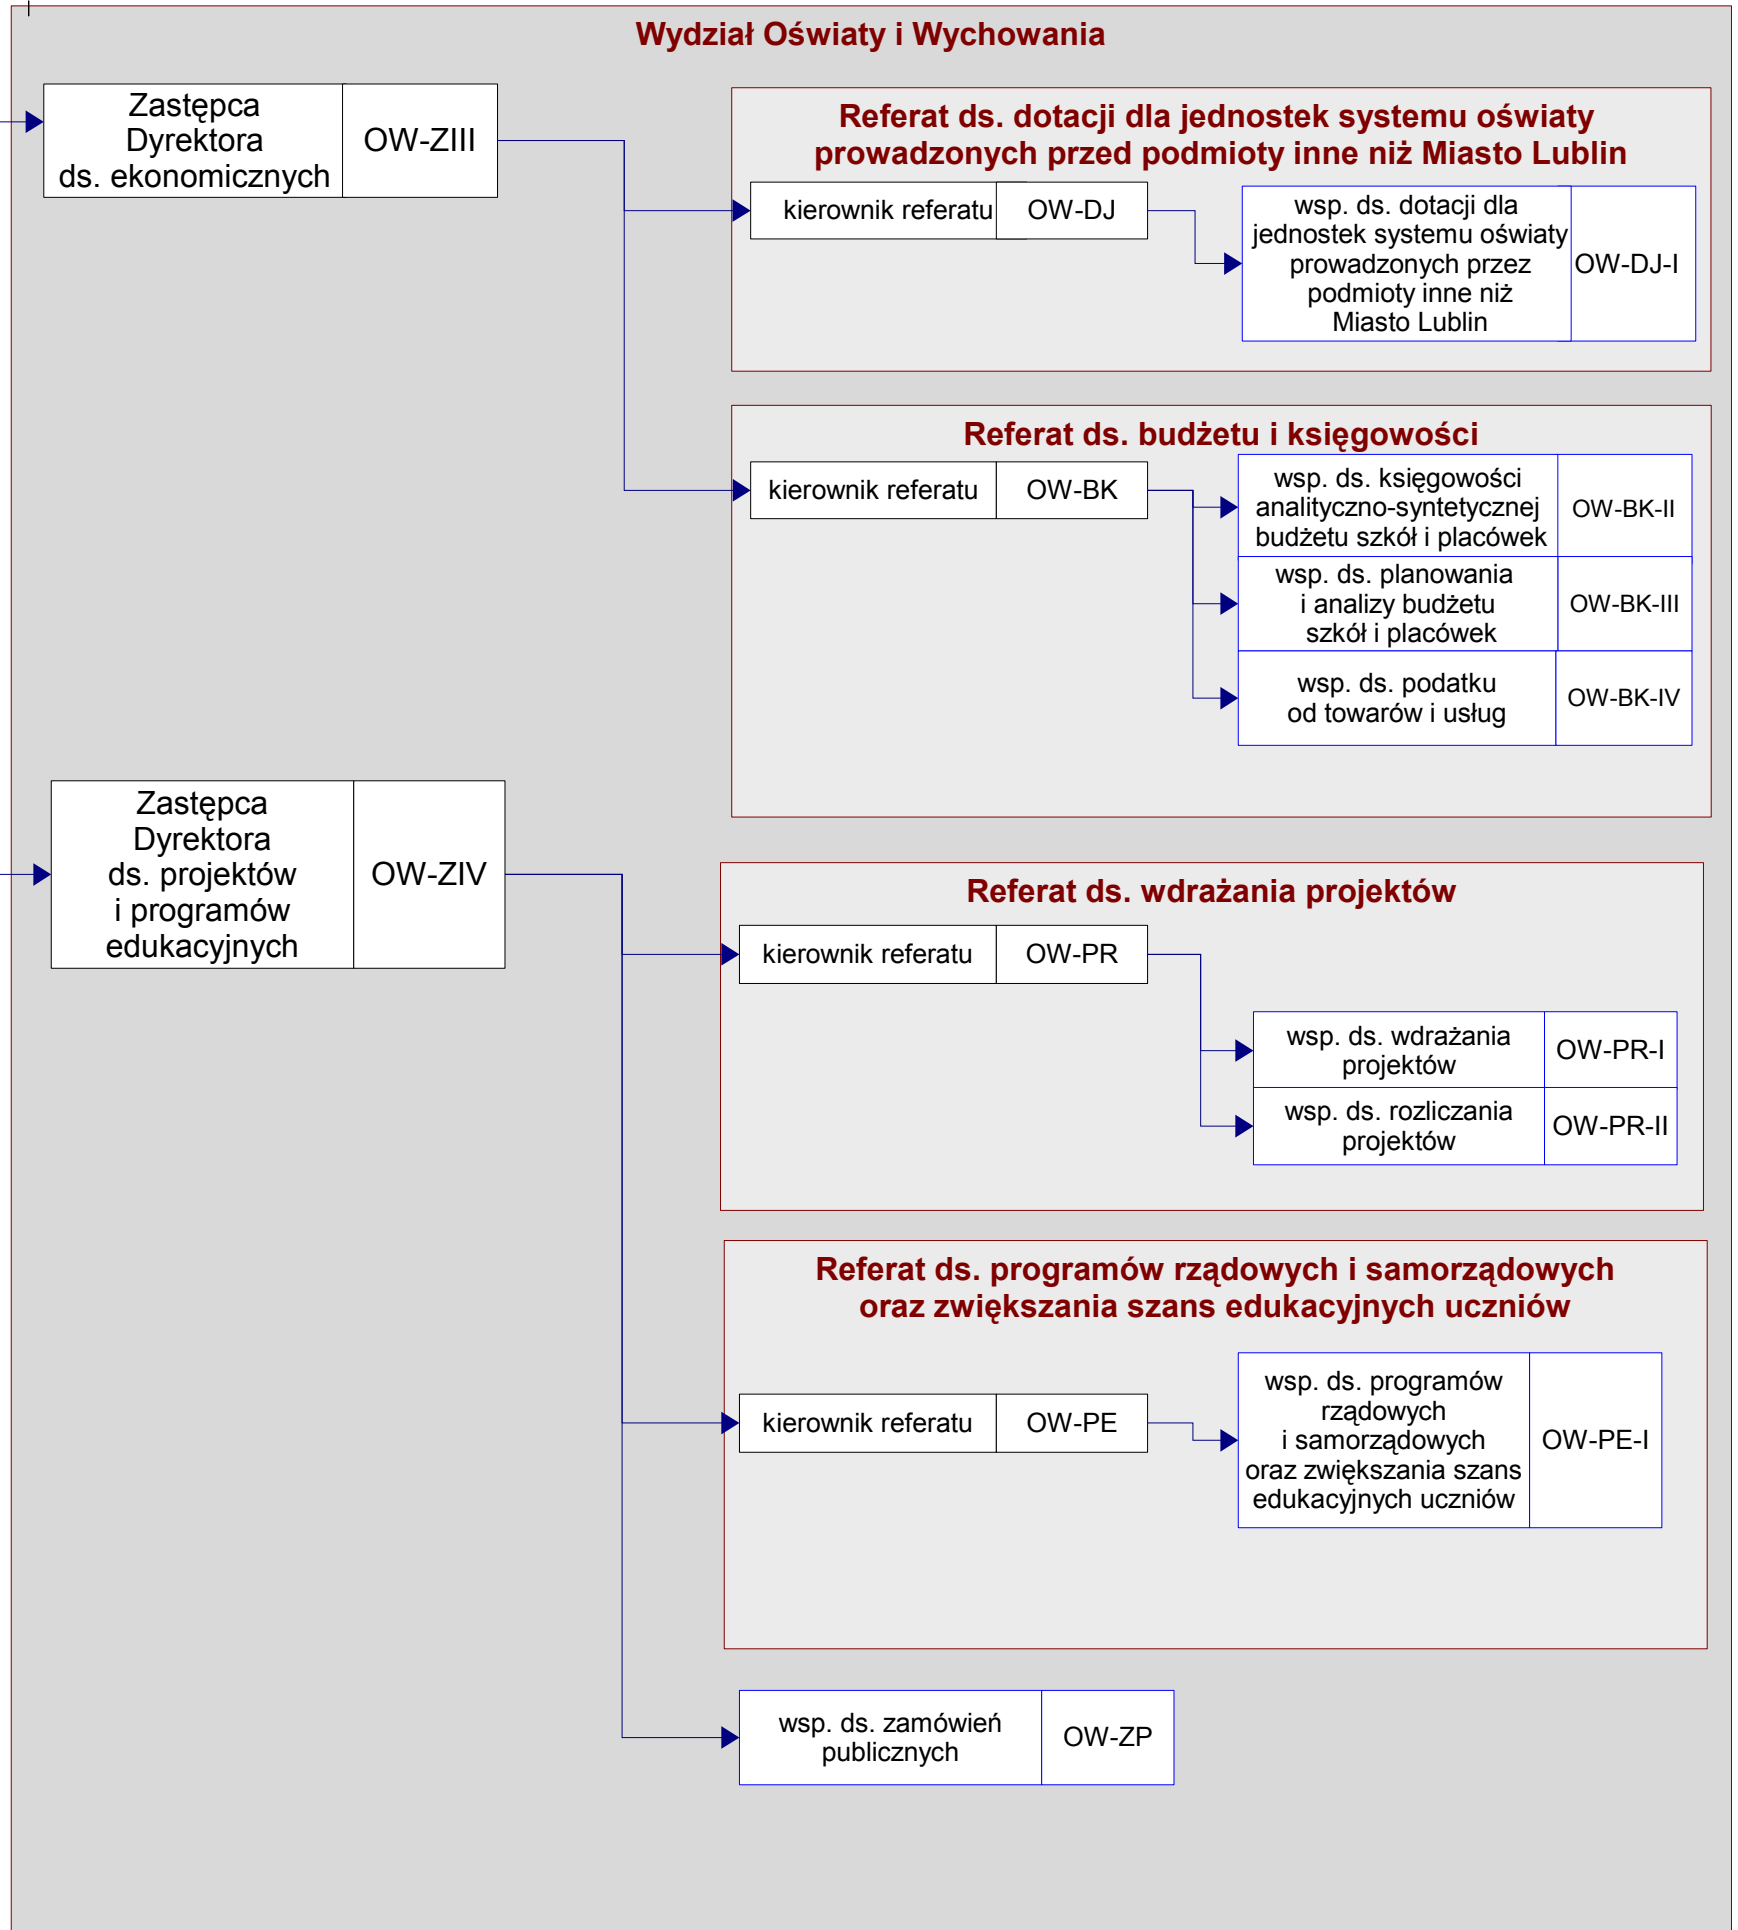 Wydział Oświaty i Wychowania
Zastępca
Dyrektora
ds. ekonomicznych
OW-ZIII
Referat ds. dotacji dla jednostek systemu oświaty
prowadzonych przed podmioty inne niż Miasto Lublin
kierownik referatu
OW-DJ
wsp. ds. dotacji dla
jednostek systemu oświaty
prowadzonych przez
podmioty inne niż
Miasto Lublin
OW-DJ-I
Referat ds. budżetu i księgowości
kierownik referatu
OW-BK
wsp. ds. księgowości
analityczno-syntetycznej
budżetu szkół i placówek
OW-BK-II
wsp. ds. planowania
i analizy budżetu
szkół i placówek
OW-BK-III
wsp. ds. podatku
od towarów i usług
OW-BK-IV
Zastępca
Dyrektora
ds. projektów
i programów
edukacyjnych
OW-ZIV
Referat ds. wdrażania projektów
kierownik referatu
OW-PR
wsp. ds. wdrażania
projektów
OW-PR-I
wsp. ds. rozliczania
projektów
OW-PR-II
Referat ds. programów rządowych i samorządowych
oraz zwiększania szans edukacyjnych uczniów
kierownik referatu
OW-PE
wsp. ds. programów
rządowych
i samorządowych
oraz zwiększania szans
edukacyjnych uczniów
OW-PE-I
wsp. ds. zamówień
publicznych
OW-ZP